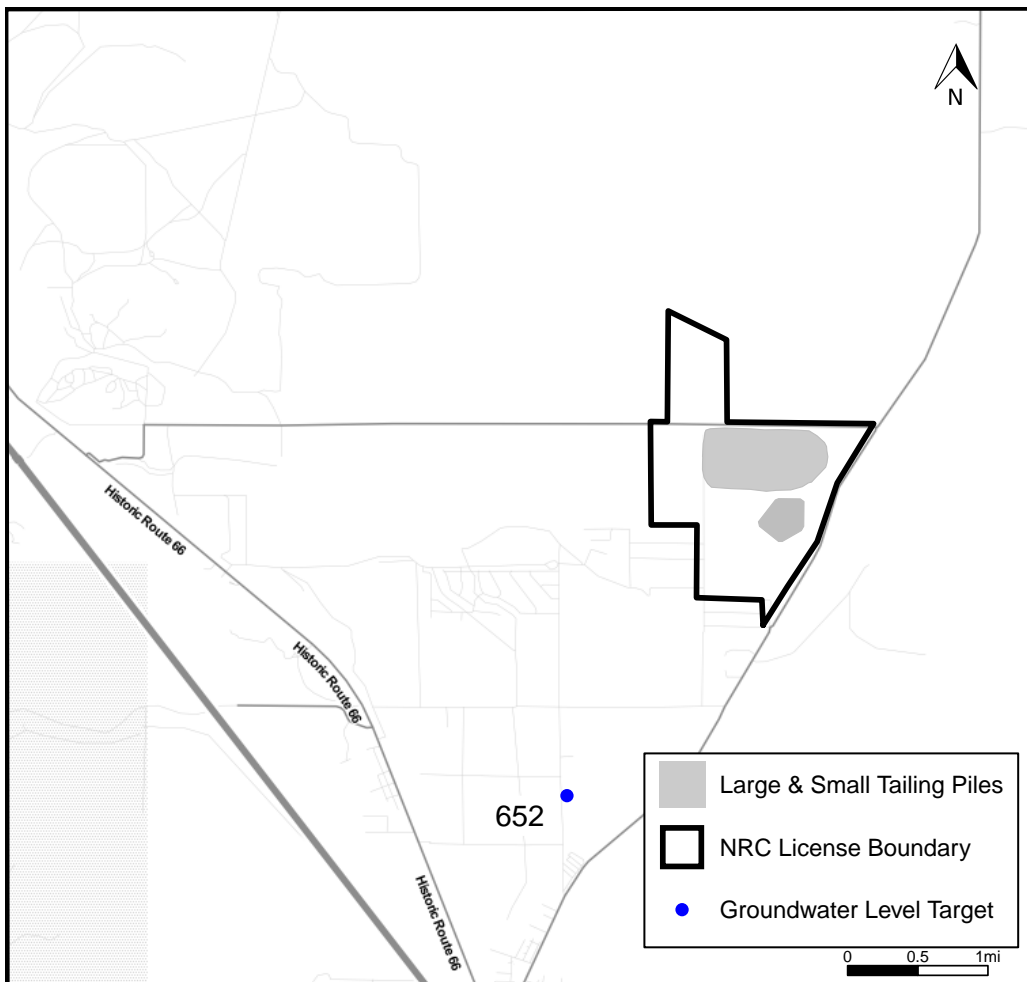 N
Historic Route 66
Historic Route 66
652
Historic Route 66
Large & Small Tailing Piles
NRC License Boundary
Groundwater Level Target
0 0.5 1mi